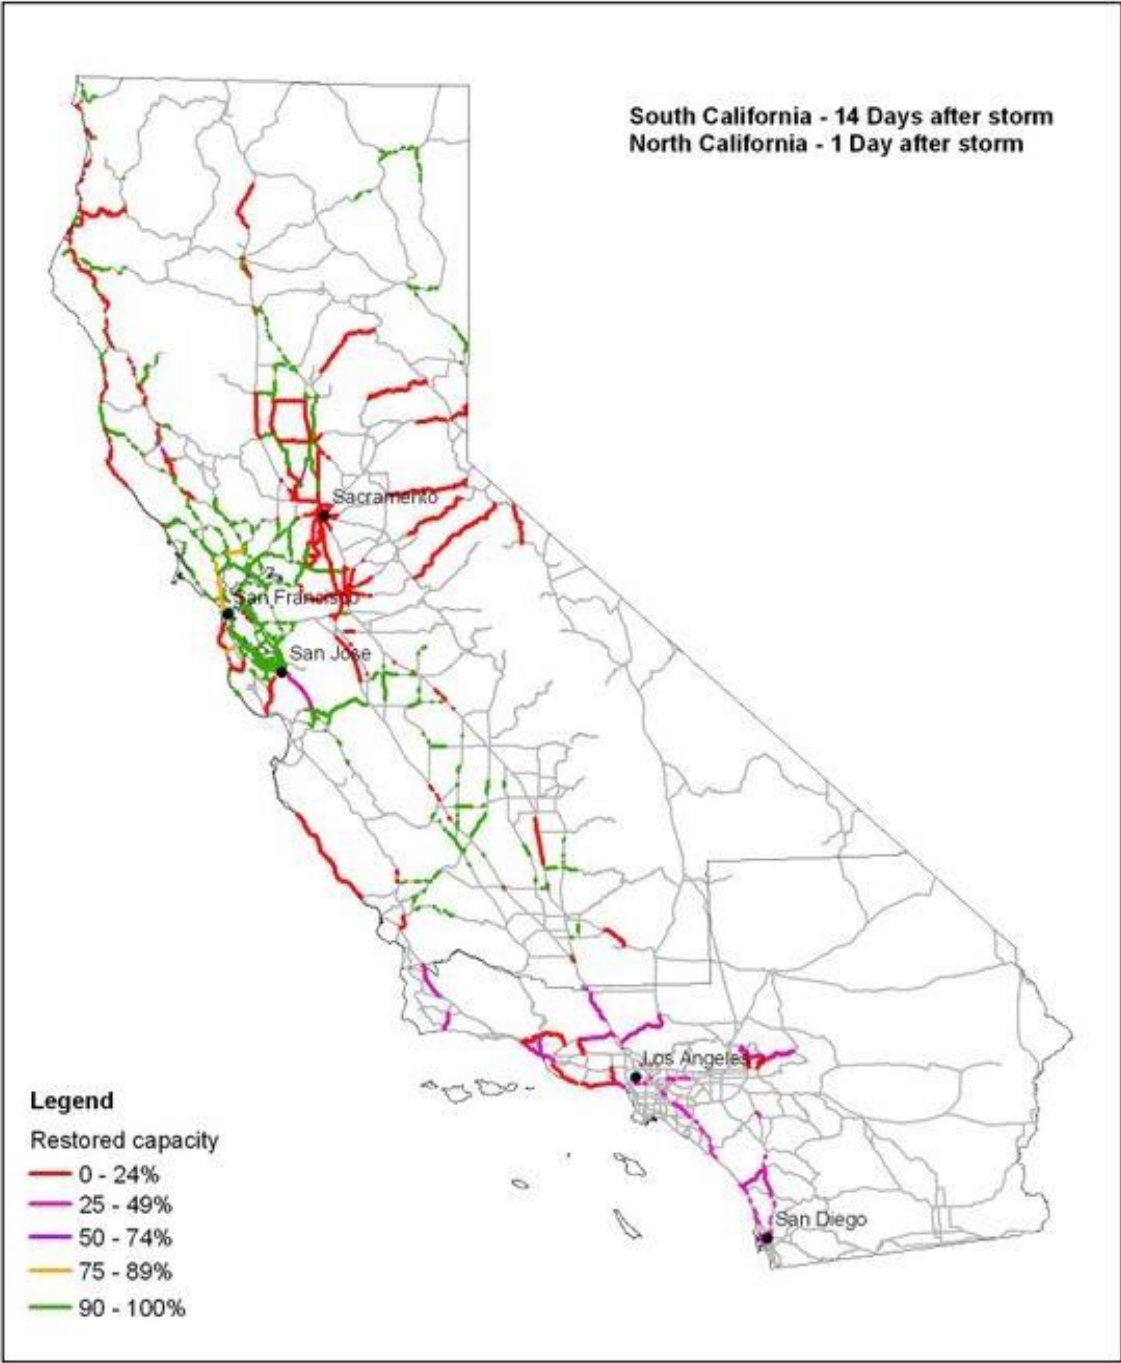 South California - 14 Days after storm
North California - 1 Day after storm
Sacramento
San Francisco
San Jose
Los Angeles
San Diego
Legend
Restored capacity
0 - 24%
25 - 49%
50 - 74%
75 - 89%
90 - 100%